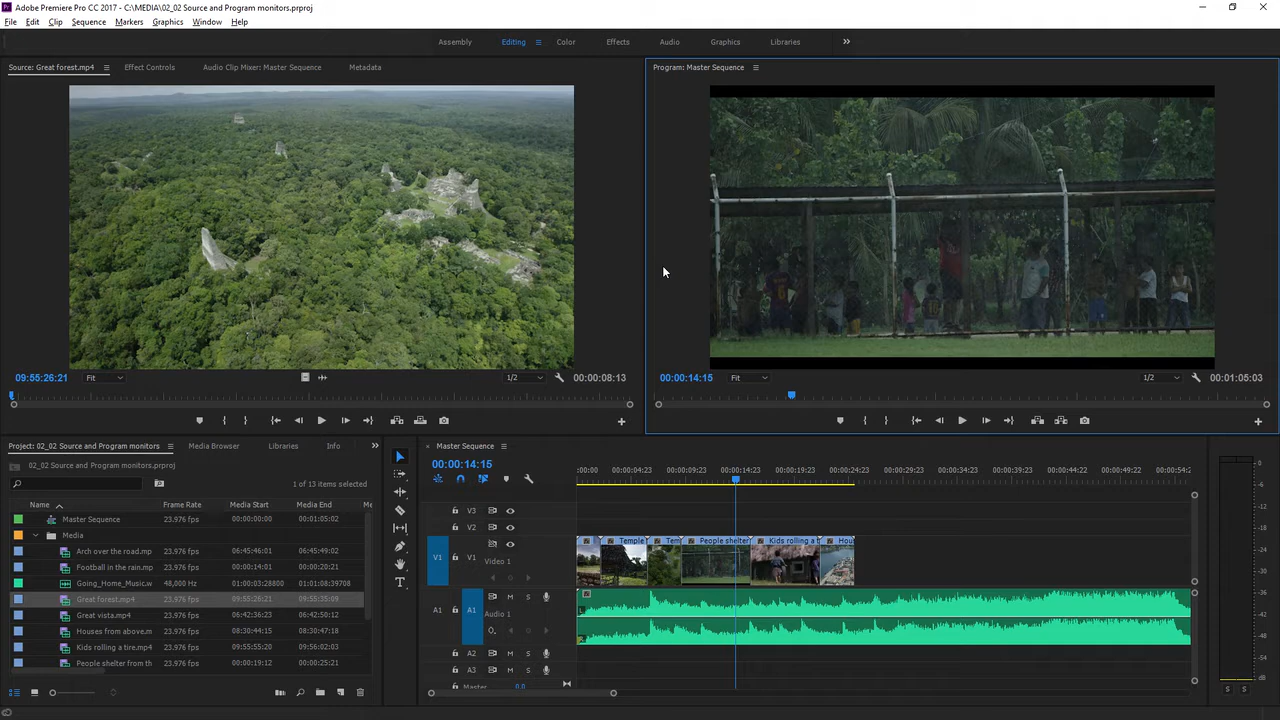 Adobe Premiere Pro CC 2017 - C:\MEDIA\02_02 Source and Program monitors.prproj
File Edit Clip Sequence Markers Graphics Window Help
Assembly Editing Color Effects Audio Graphics Libraries
Source: Great forest.mp4 Effect Controls Audio Clip Mixer: Master Sequence Metadata
Program: Master Sequence
09:55:26:21 Fit 1/2 00:00:08:13
00:00:14:15 Fit 1/2 00:01:05:03
Project: 02_02 Source and Program monitors Media Browser Libraries Info
02_02 Source and Program monitors.prproj
1 of 13 items selected
Name Frame Rate Media Start Media End Me
Master Sequence 23.976 fps 00:00:00:00 00:01:05:02
Media
Arch over the road.mp 23.976 fps 06:45:46:01 06:45:49:02
Football in the rain.mp 23.976 fps 00:00:14:01 00:00:20:21
Going_Home_Music.w 48,000 Hz 01:00:03:28800 01:01:08:39708
Great forest.mp4 23.976 fps 09:55:26:21 09:55:35:09
Great vista.mp4 23.976 fps 06:42:36:23 06:42:50:12
Houses from above.m 23.976 fps 08:30:44:15 08:30:47:18
Kids rolling a tire.mp4 23.976 fps 09:55:55:20 09:56:02:03
People shelter from th 23.976 fps 00:00:19:12 00:00:25:21
Master Sequence
00:00:14:15
:00:00 00:00:04:23 00:00:09:23 00:00:14:23 00:00:19:23 00:00:24:23 00:00:29:23 00:00:34:23 00:00:39:23 00:00:44:22 00:00:49:22 00:00:54:2
V3
V2
V1 V1 Video 1
Temple Tem People shelter Kids rolling a t Hou
A1 A1 M S
Audio 1
A2 M S
A3 M S
Master 0.0
-6
-12
-18
-24
-30
-36
-42
-48
-54
dB
S S